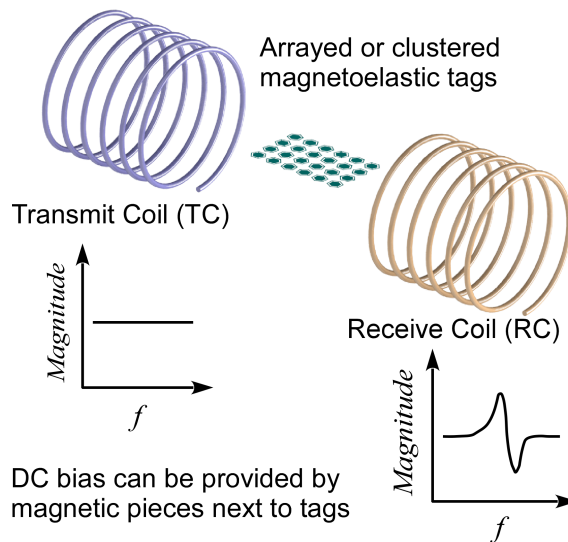 Arrayed or clustered
magnetoelastic tags
Transmit Coil (TC)
Magnitude
f
Receive Coil (RC)
Magnitude
f
DC bias can be provided by
magnetic pieces next to tags